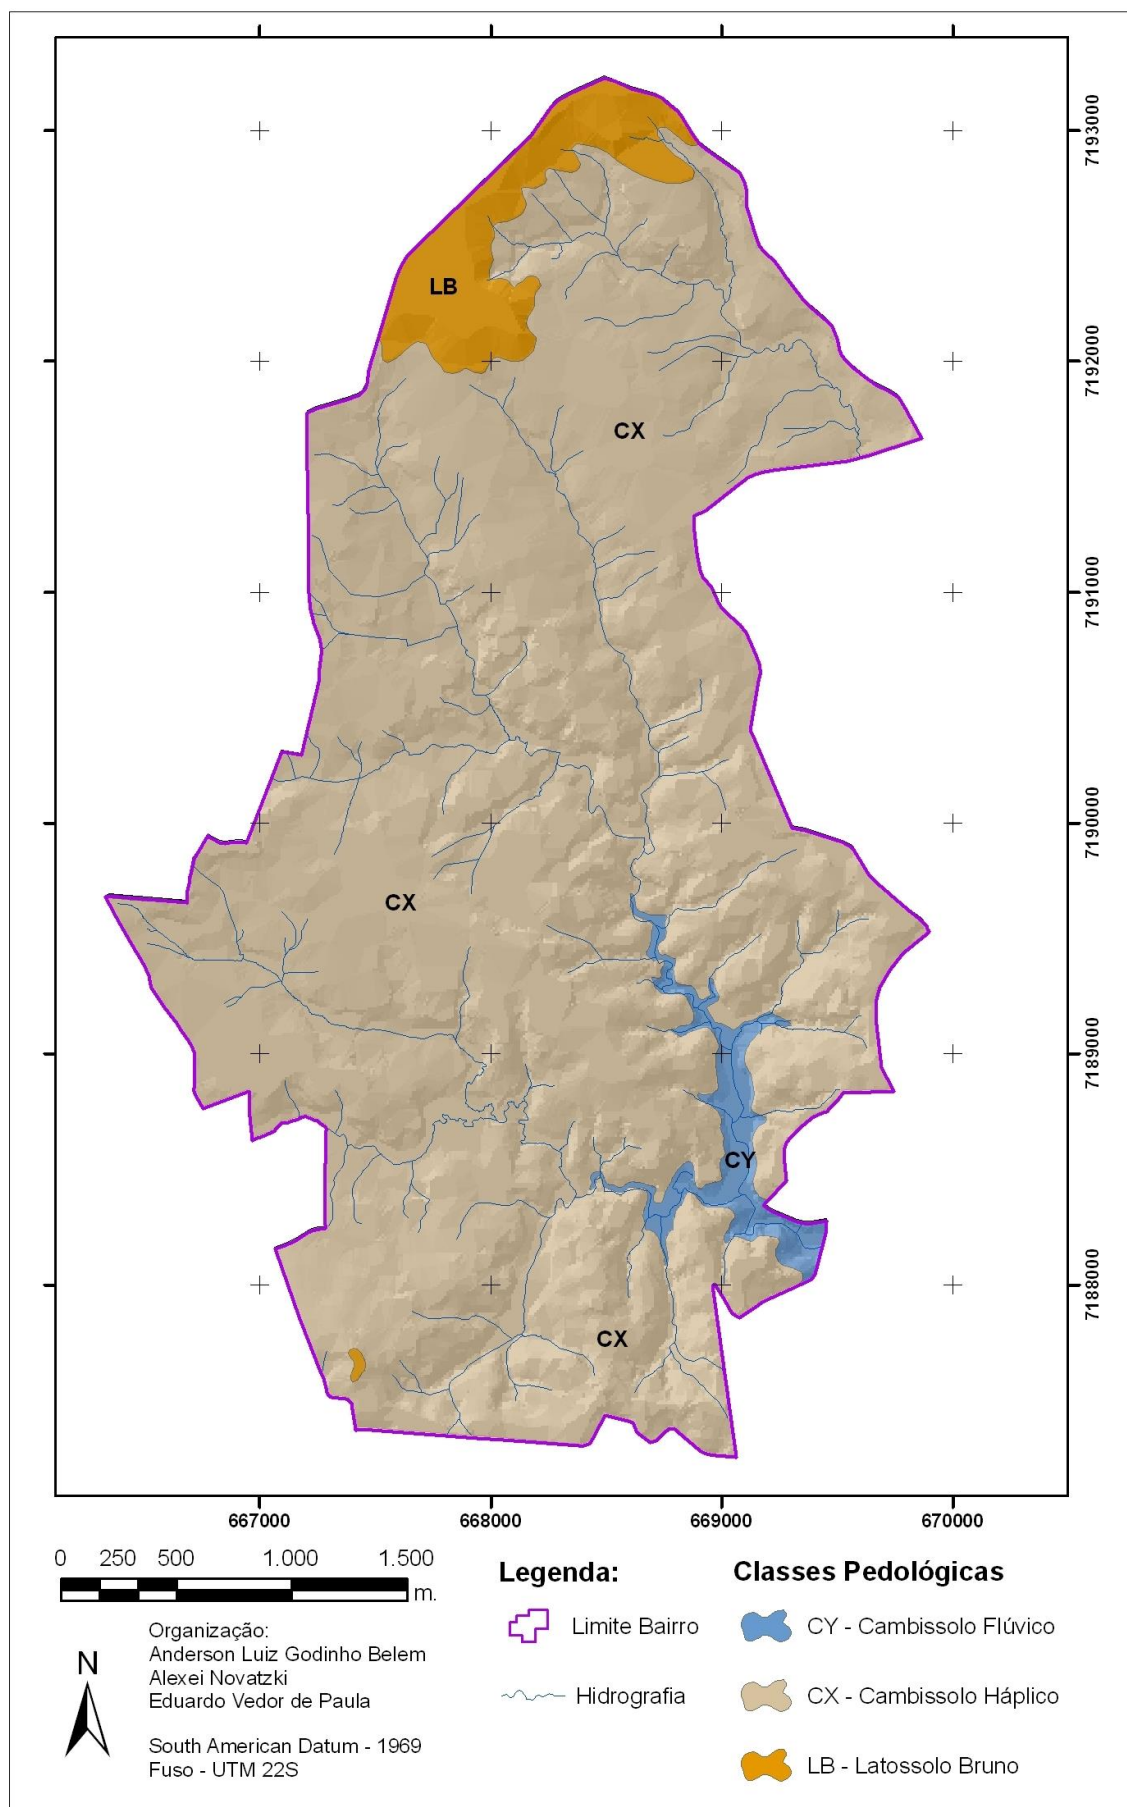 7193000
LB
7192000
CX
7191000
7190000
CX
7189000
CY
7188000
CX
667000 668000 669000 670000
0 250 500 1.000 1.500
m.
Organização:
Anderson Luiz Godinho Belem
Alexei Novatzki
Eduardo Vedor de Paula
N
South American Datum - 1969
Fuso - UTM 22S
Legenda:
Limite Bairro
Hidrografia
Classes Pedológicas
CY - Cambissolo Flúvico
CX - Cambissolo Háplico
LB - Latossolo Bruno